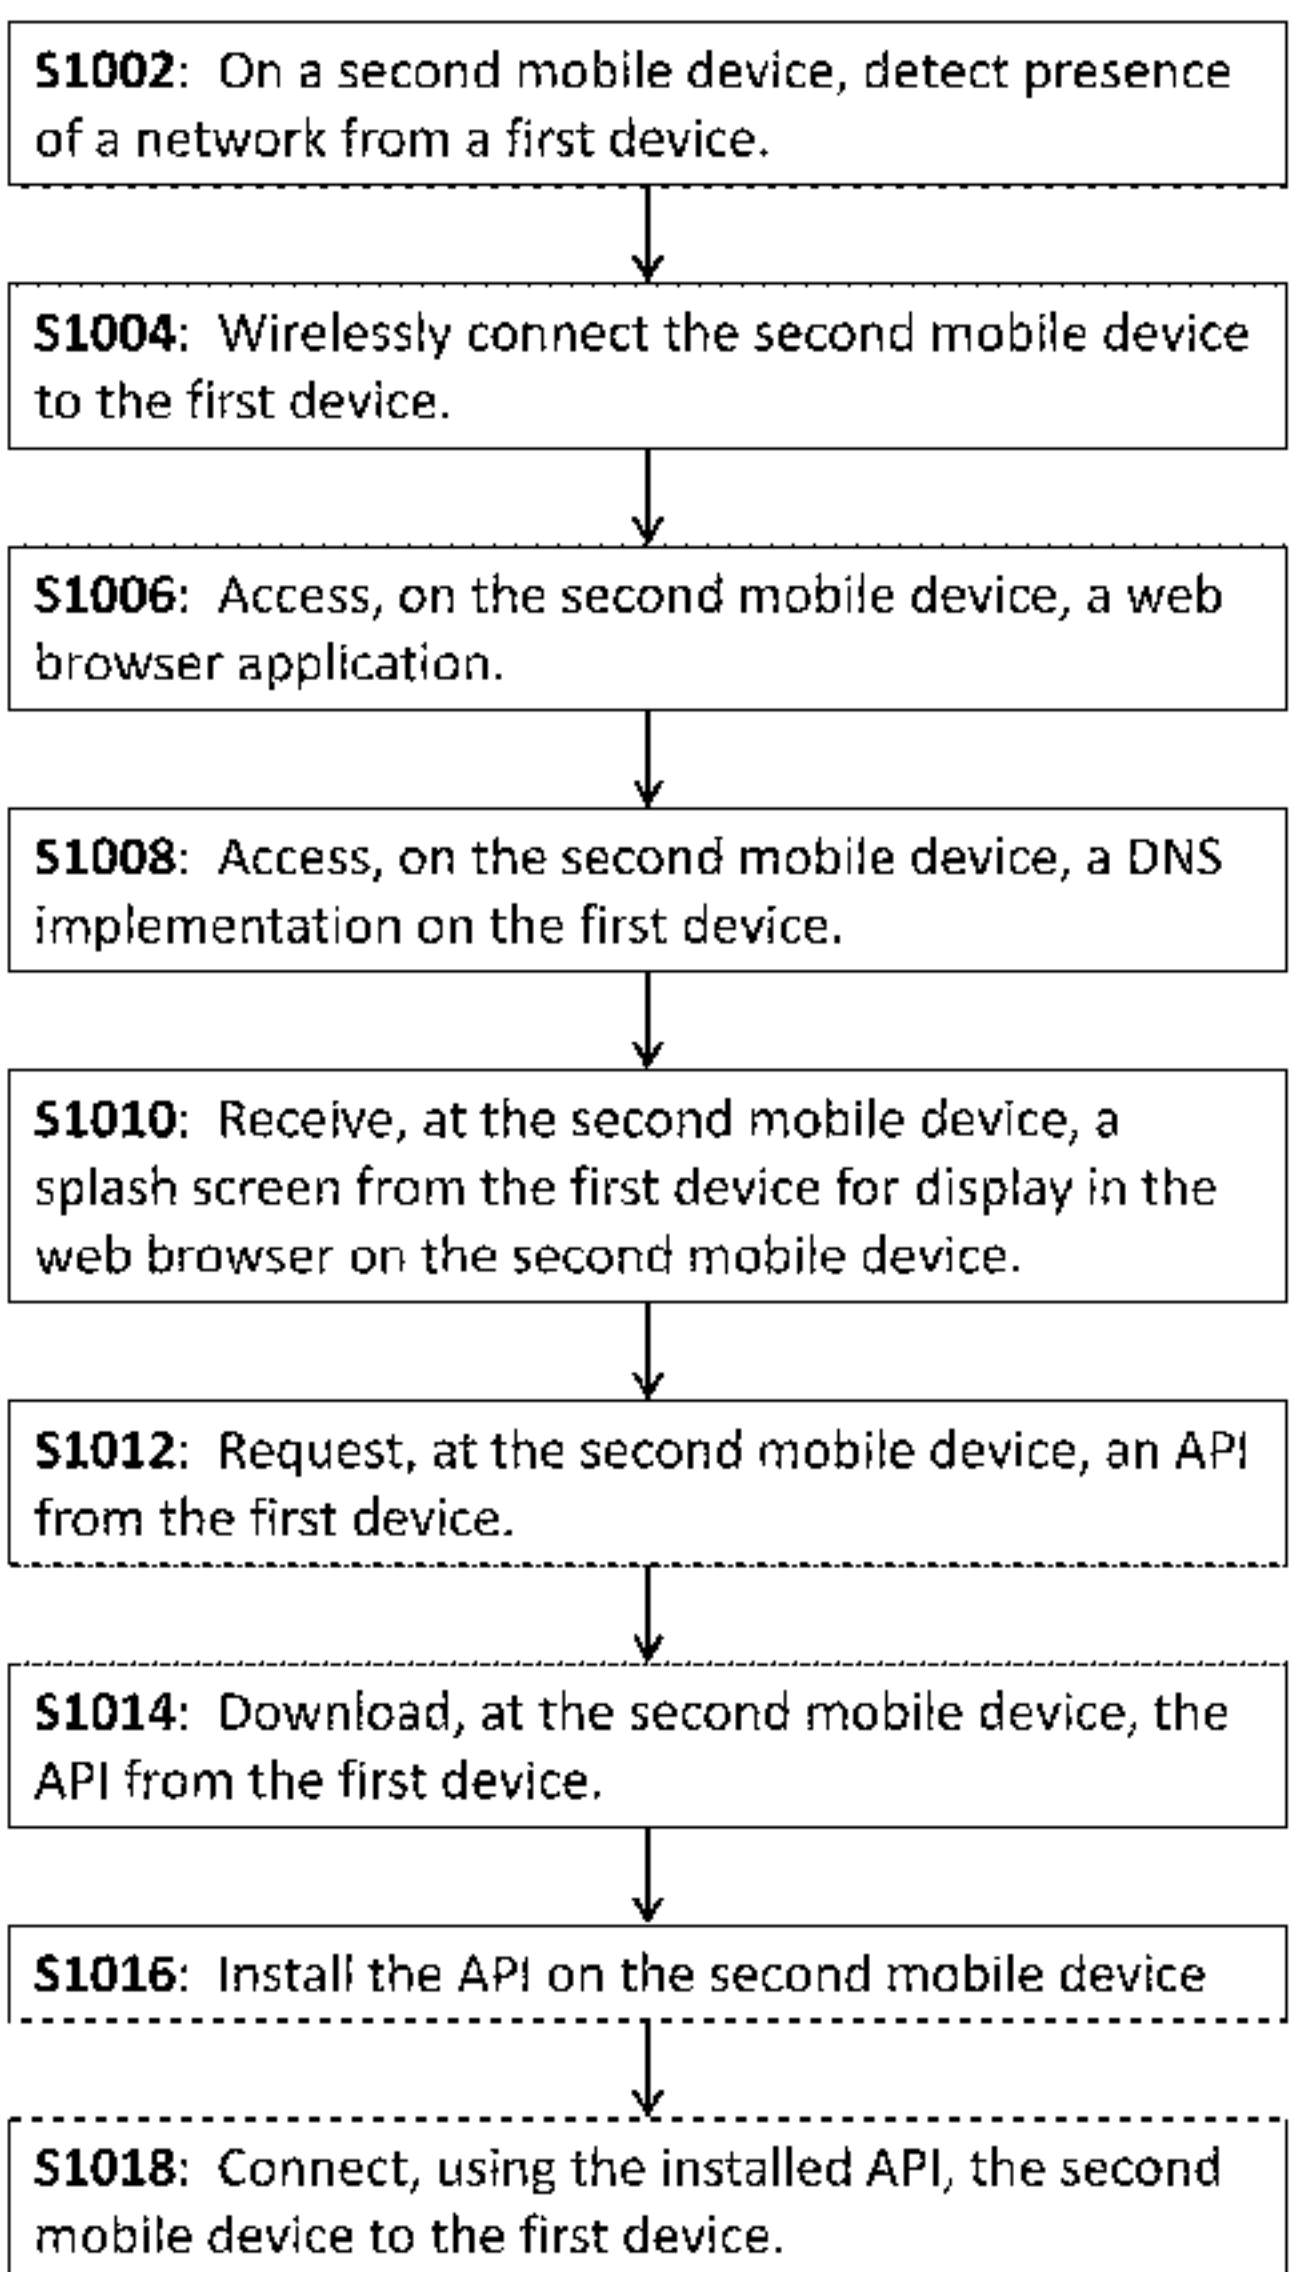 S1002: On a second mobile device, detect presence
of a network from a first device.
S1004: Wirelessly connect the second mobile device
to the first device.
S1006: Access, on the second mobile device, a web
browser application.
S1008: Access, on the second mobile device, a DNS
implementation on the first device.
S1010: Receive, at the second mobile device, a
splash screen from the first device for display in the
web browser on the second mobile device.
S1012: Request, at the second mobile device, an API
from the first device.
S1014: Download, at the second mobile device, the
API from the first device.
S1016: Install the API on the second mobile device
S1018: Connect, using the installed API, the second
mobile device to the first device.